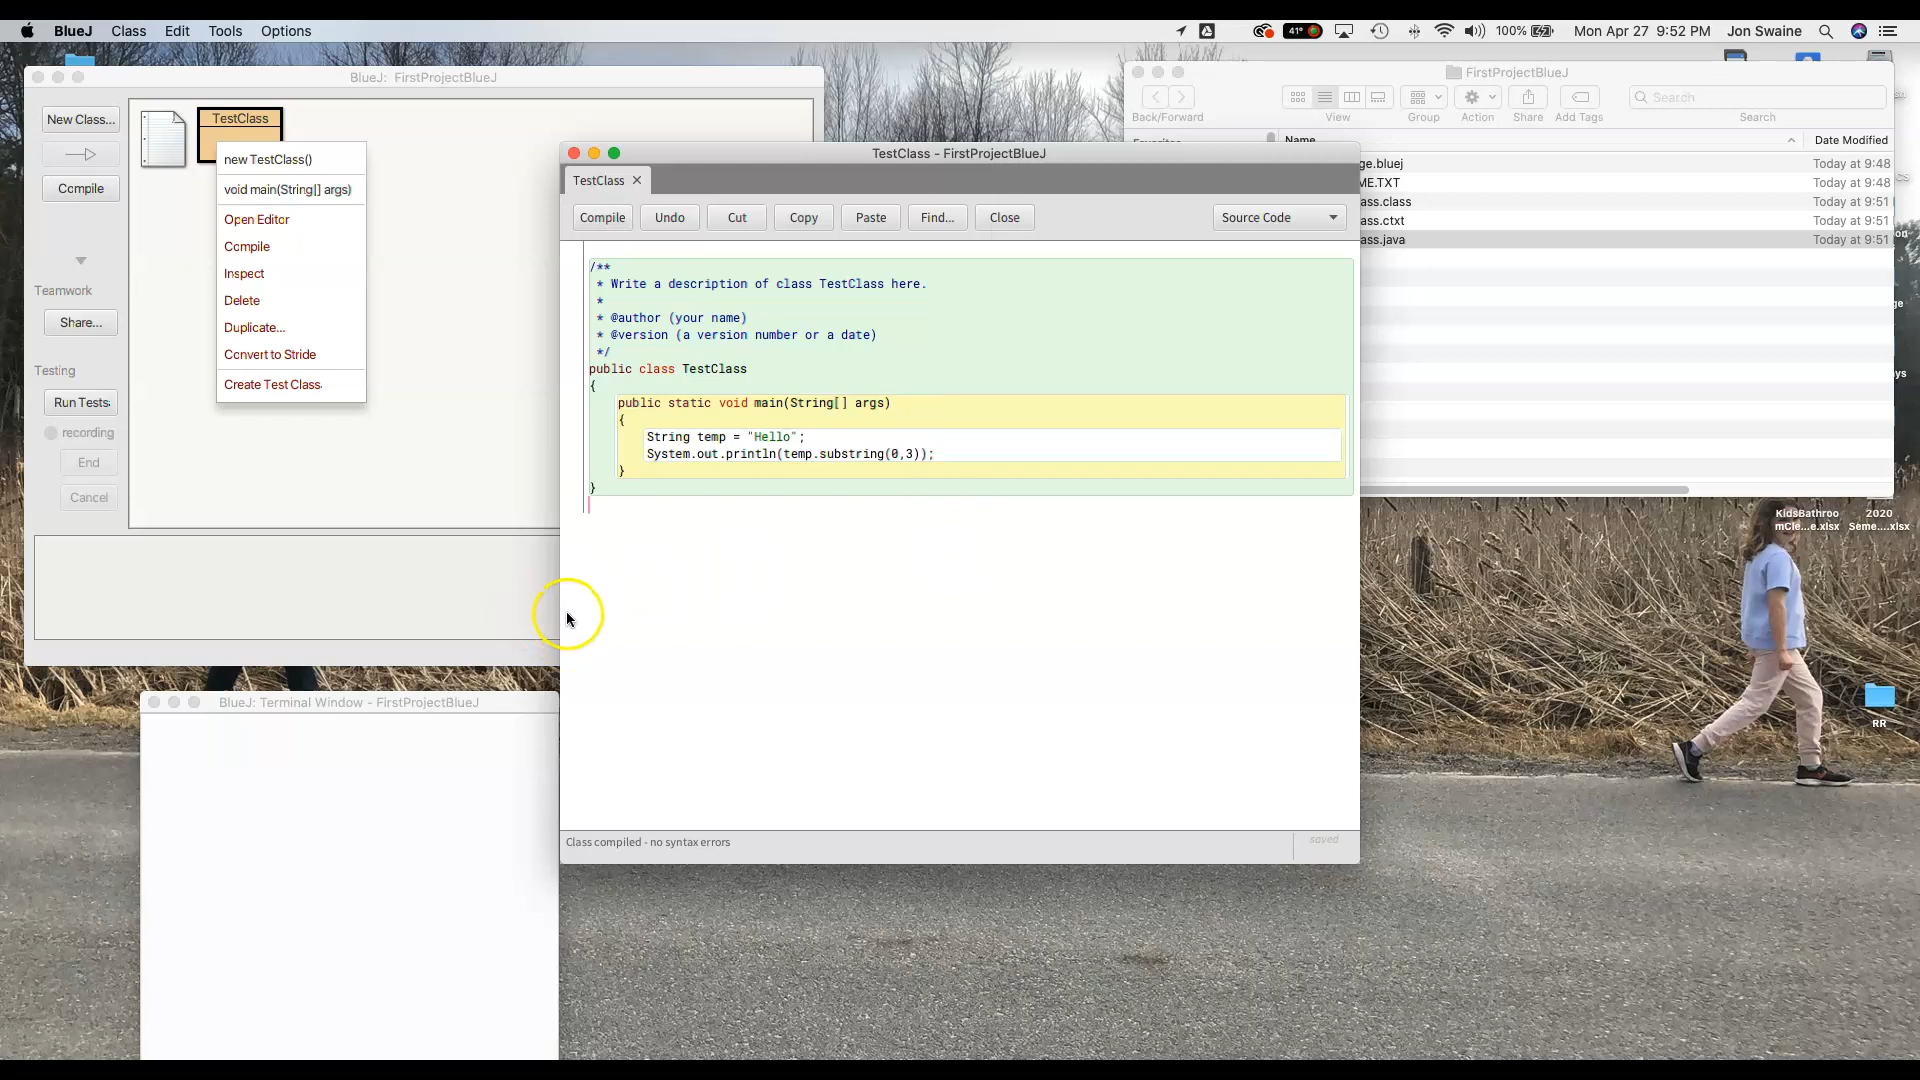 BlueJ Class Edit Tools Options
41° 100% Mon Apr 27 9:52 PM Jon Swaine
BlueJ: FirstProjectBlueJ
New Class...
Compile
Teamwork
Share...
Testing
Run Tests
recording
End
Cancel
TestClass
new TestClass()
void main(String[] args)
Open Editor
Compile
Inspect
Delete
Duplicate...
Convert to Stride
Create Test Class
TestClass - FirstProjectBlueJ
TestClass
Compile Undo Cut Copy Paste Find... Close Source Code
/**
* Write a description of class TestClass here.
*
* @author (your name)
* @version (a version number or a date)
*/
public class TestClass
{
public static void main(String[] args)
{
String temp = "Hello";
System.out.println(temp.substring(0,3));
}
}
Class compiled - no syntax errors
saved
FirstProjectBlueJ
Search
Back/Forward View Group Action Share Add Tags Search
Name Date Modified
ge.bluej Today at 9:48
ME.TXT Today at 9:48
ass.class Today at 9:51
ass.ctxt Today at 9:51
ass.java Today at 9:51
KidsBathroo
mCle...e.xlsx
2020
Seme....xlsx
RR
BlueJ: Terminal Window - FirstProjectBlueJ